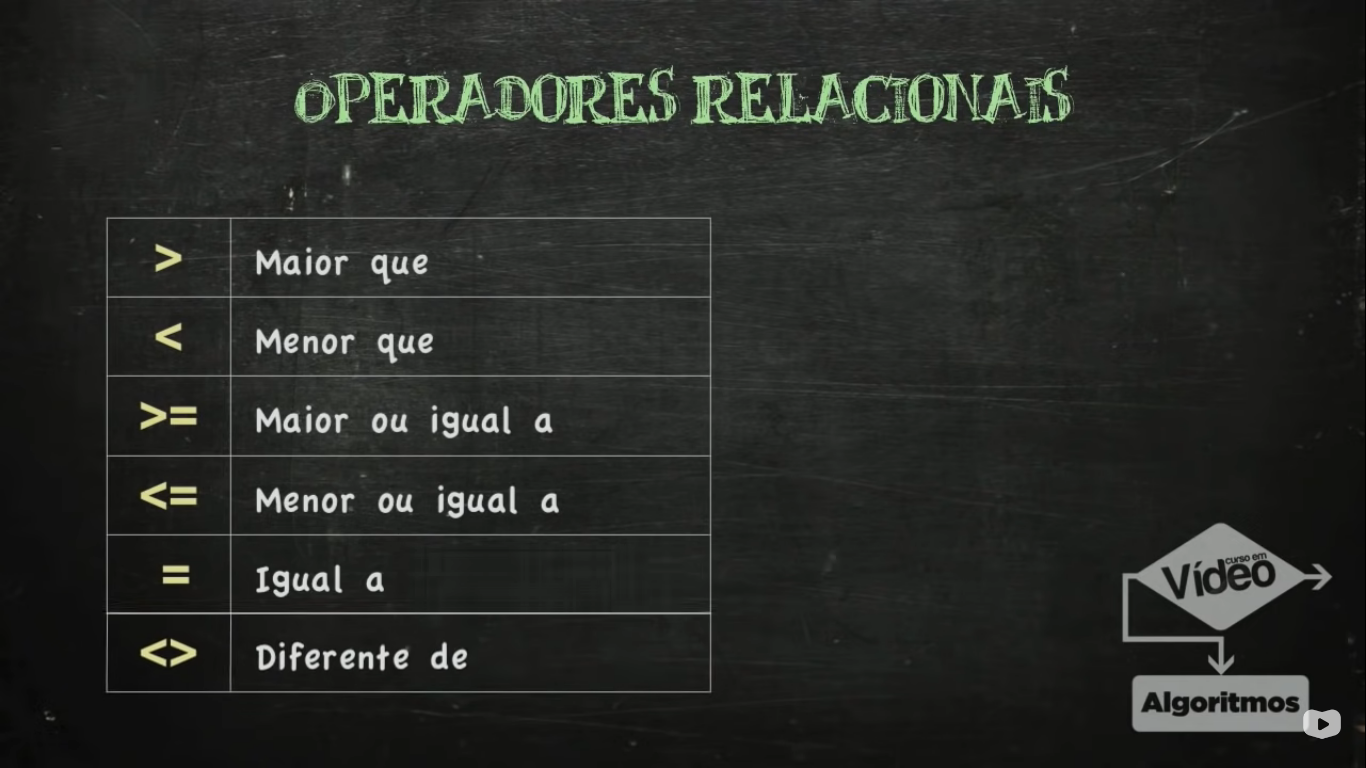 OPERADORES RELACIONAIS
> Maior que
< Menor que
>= Maior ou igual a
<= Menor ou igual a
= Igual a
<> Diferente de
curso em
Vídeo
Algoritmos